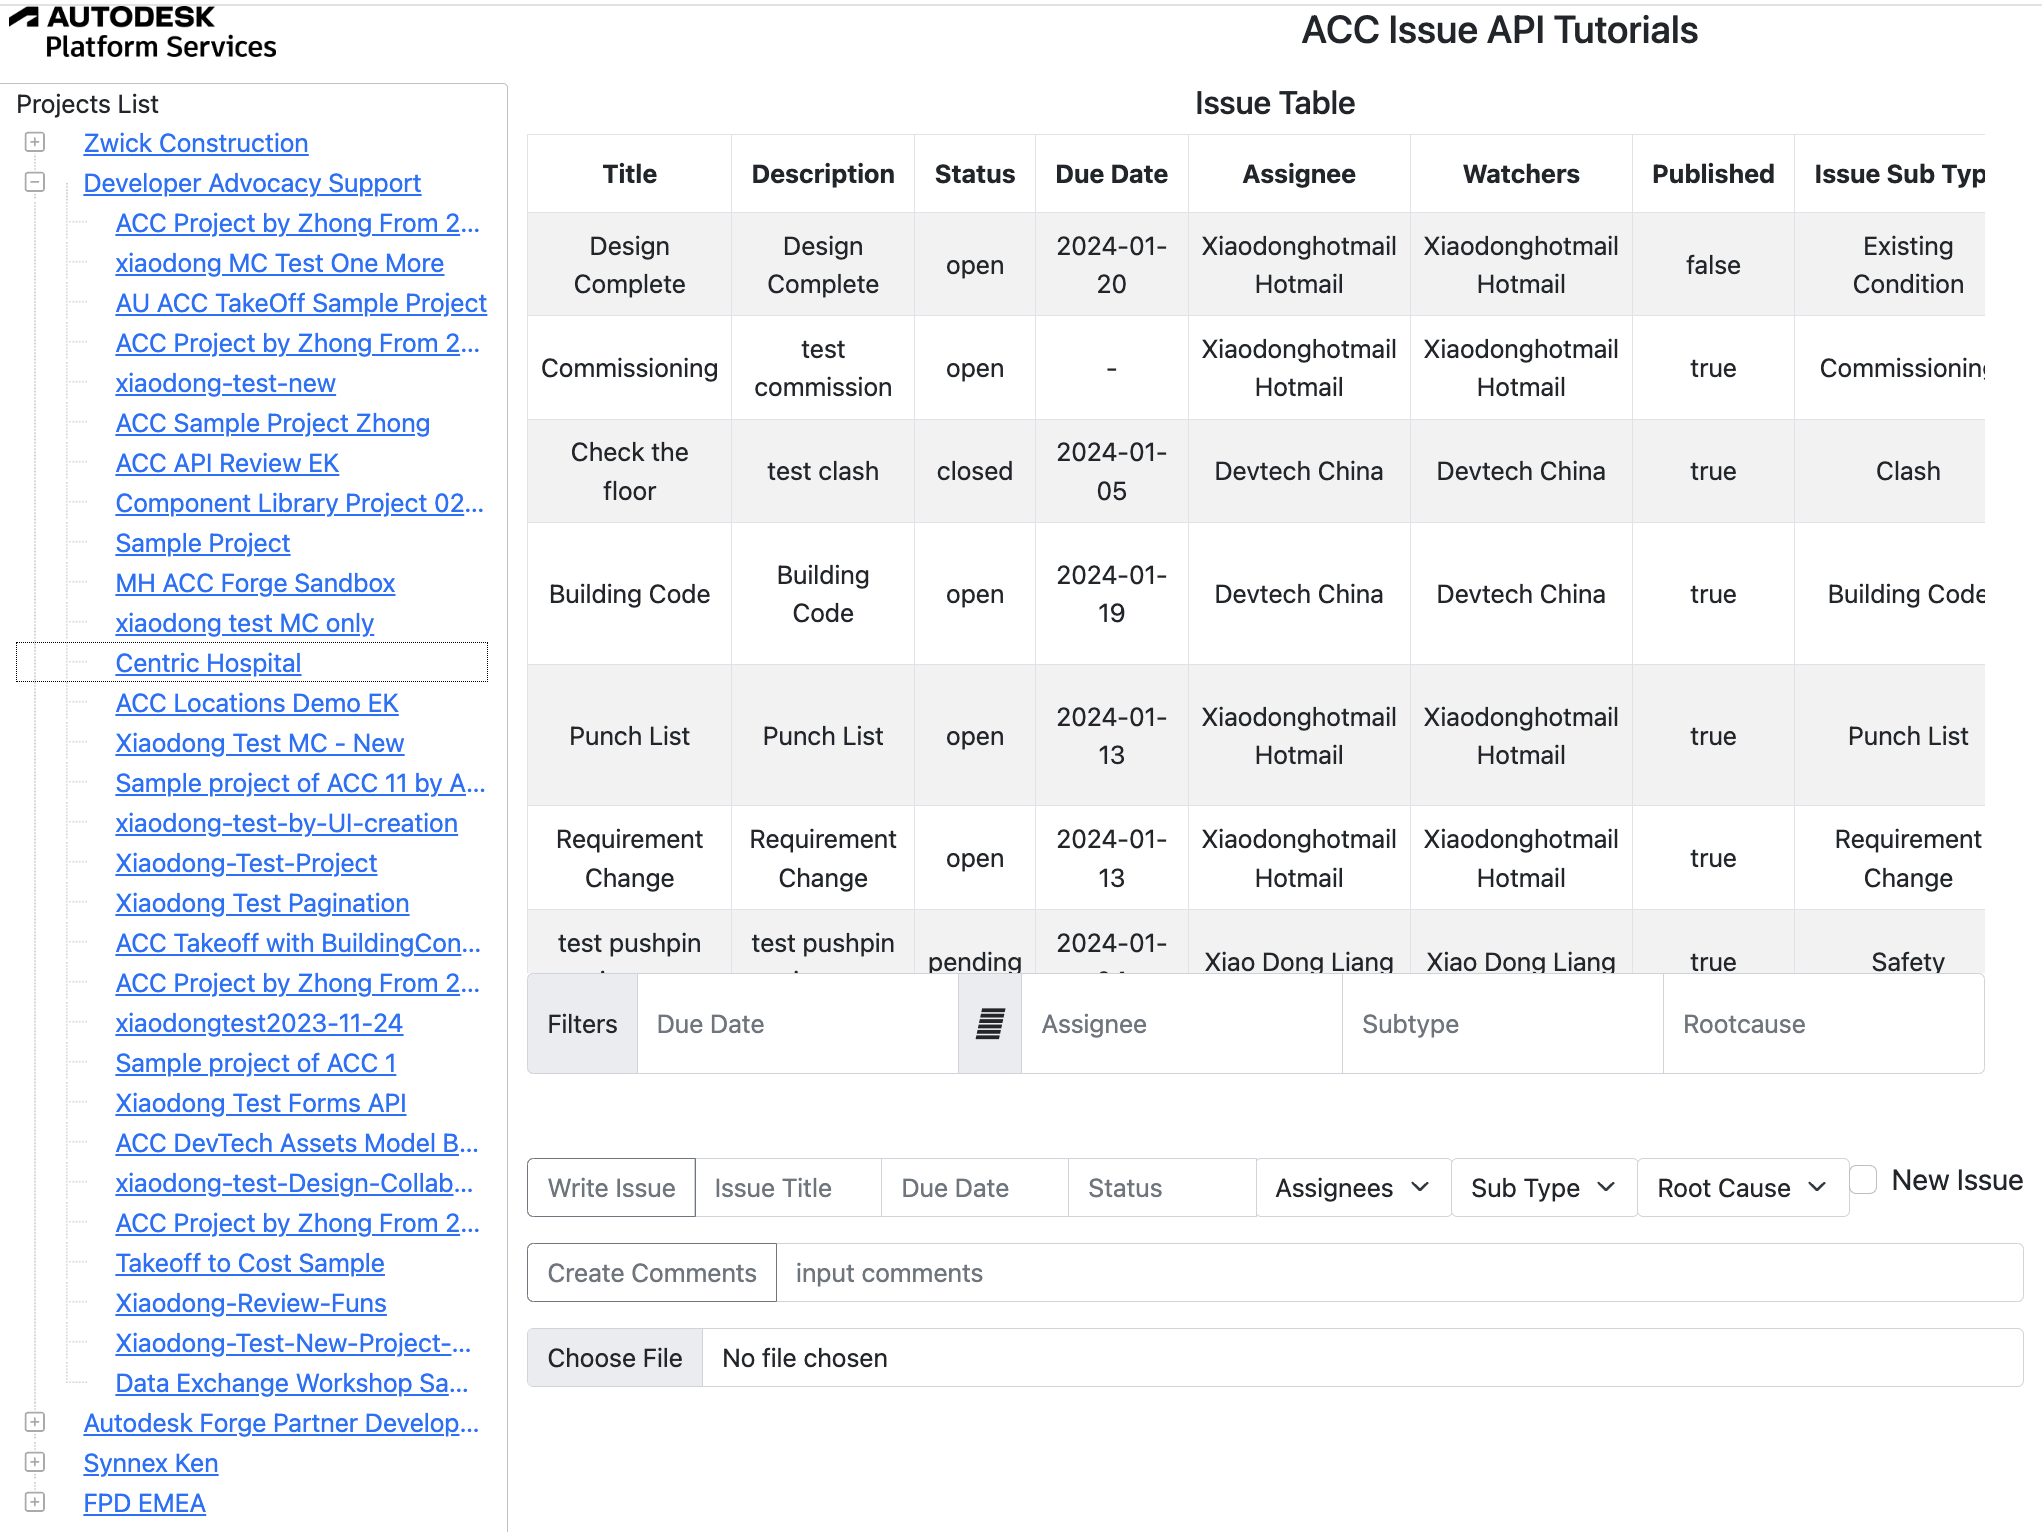 AUTODESK
Platform Services
ACC Issue API Tutorials
Projects List
Zwick Construction
Developer Advocacy Support
ACC Project by Zhong From 2...
xiaodong MC Test One More
AU ACC TakeOff Sample Project
ACC Project by Zhong From 2...
xiaodong-test-new
ACC Sample Project Zhong
ACC API Review EK
Component Library Project 02...
Sample Project
MH ACC Forge Sandbox
xiaodong test MC only
Centric Hospital
ACC Locations Demo EK
Xiaodong Test MC - New
Sample project of ACC 11 by A...
xiaodong-test-by-UI-creation
Xiaodong-Test-Project
Xiaodong Test Pagination
ACC Takeoff with BuildingCon...
ACC Project by Zhong From 2...
xiaodongtest2023-11-24
Sample project of ACC 1
Xiaodong Test Forms API
ACC DevTech Assets Model B...
xiaodong-test-Design-Collab...
ACC Project by Zhong From 2...
Takeoff to Cost Sample
Xiaodong-Review-Funs
Xiaodong-Test-New-Project-...
Data Exchange Workshop Sa...
Autodesk Forge Partner Develop...
Synnex Ken
FPD EMEA
Issue Table
Title Description Status Due Date Assignee Watchers Published Issue Sub Typ
Design Design 2024-01- Xiaodonghotmail Xiaodonghotmail Existing
open false
Complete Complete 20 Hotmail Hotmail Condition
test Xiaodonghotmail Xiaodonghotmail
Commissioning open - true Commissioning
commission Hotmail Hotmail
Check the 2024-01-
test clash closed Devtech China Devtech China true Clash
floor 05
Building 2024-01-
Building Code open Devtech China Devtech China true Building Code
Code 19
2024-01- Xiaodonghotmail Xiaodonghotmail
Punch List Punch List open true Punch List
13 Hotmail Hotmail
Requirement Requirement 2024-01- Xiaodonghotmail Xiaodonghotmail Requirement
open true
Change Change 13 Hotmail Hotmail Change
test pushpin test pushpin 2024-01-
pending Xiao Dong Liang Xiao Dong Liang true Safety
Filters Due Date Assignee Subtype Rootcause
Write Issue Issue Title Due Date Status Assignees Sub Type Root Cause New Issue
Create Comments input comments
Choose File No file chosen